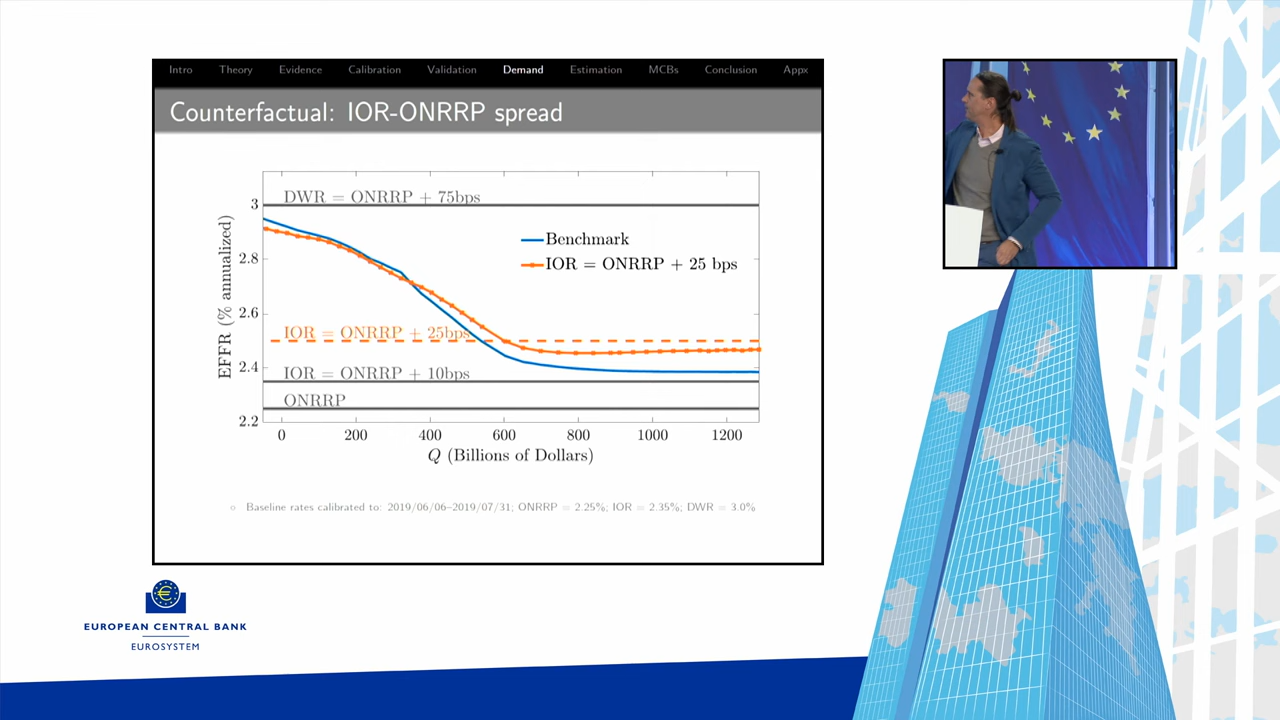 Intro Theory Evidence Calibration Validation Demand Estimation MCBs Conclusion Appx
Counterfactual: IOR-ONRRP spread
DWR = ONRRP + 75bps
3
Benchmark
IOR = ONRRP + 25 bps
2.8
2.6
IOR = ONRRP + 25bps
2.4
IOR = ONRRP + 10bps
ONRRP
2.2
EFFR (% annualized)
0 200 400 600 800 1000 1200
Q (Billions of Dollars)
Baseline rates calibrated to: 2019/06/06–2019/07/31; ONRRP = 2.25%; IOR = 2.35%; DWR = 3.0%
EUROPEAN CENTRAL BANK
EUROSYSTEM